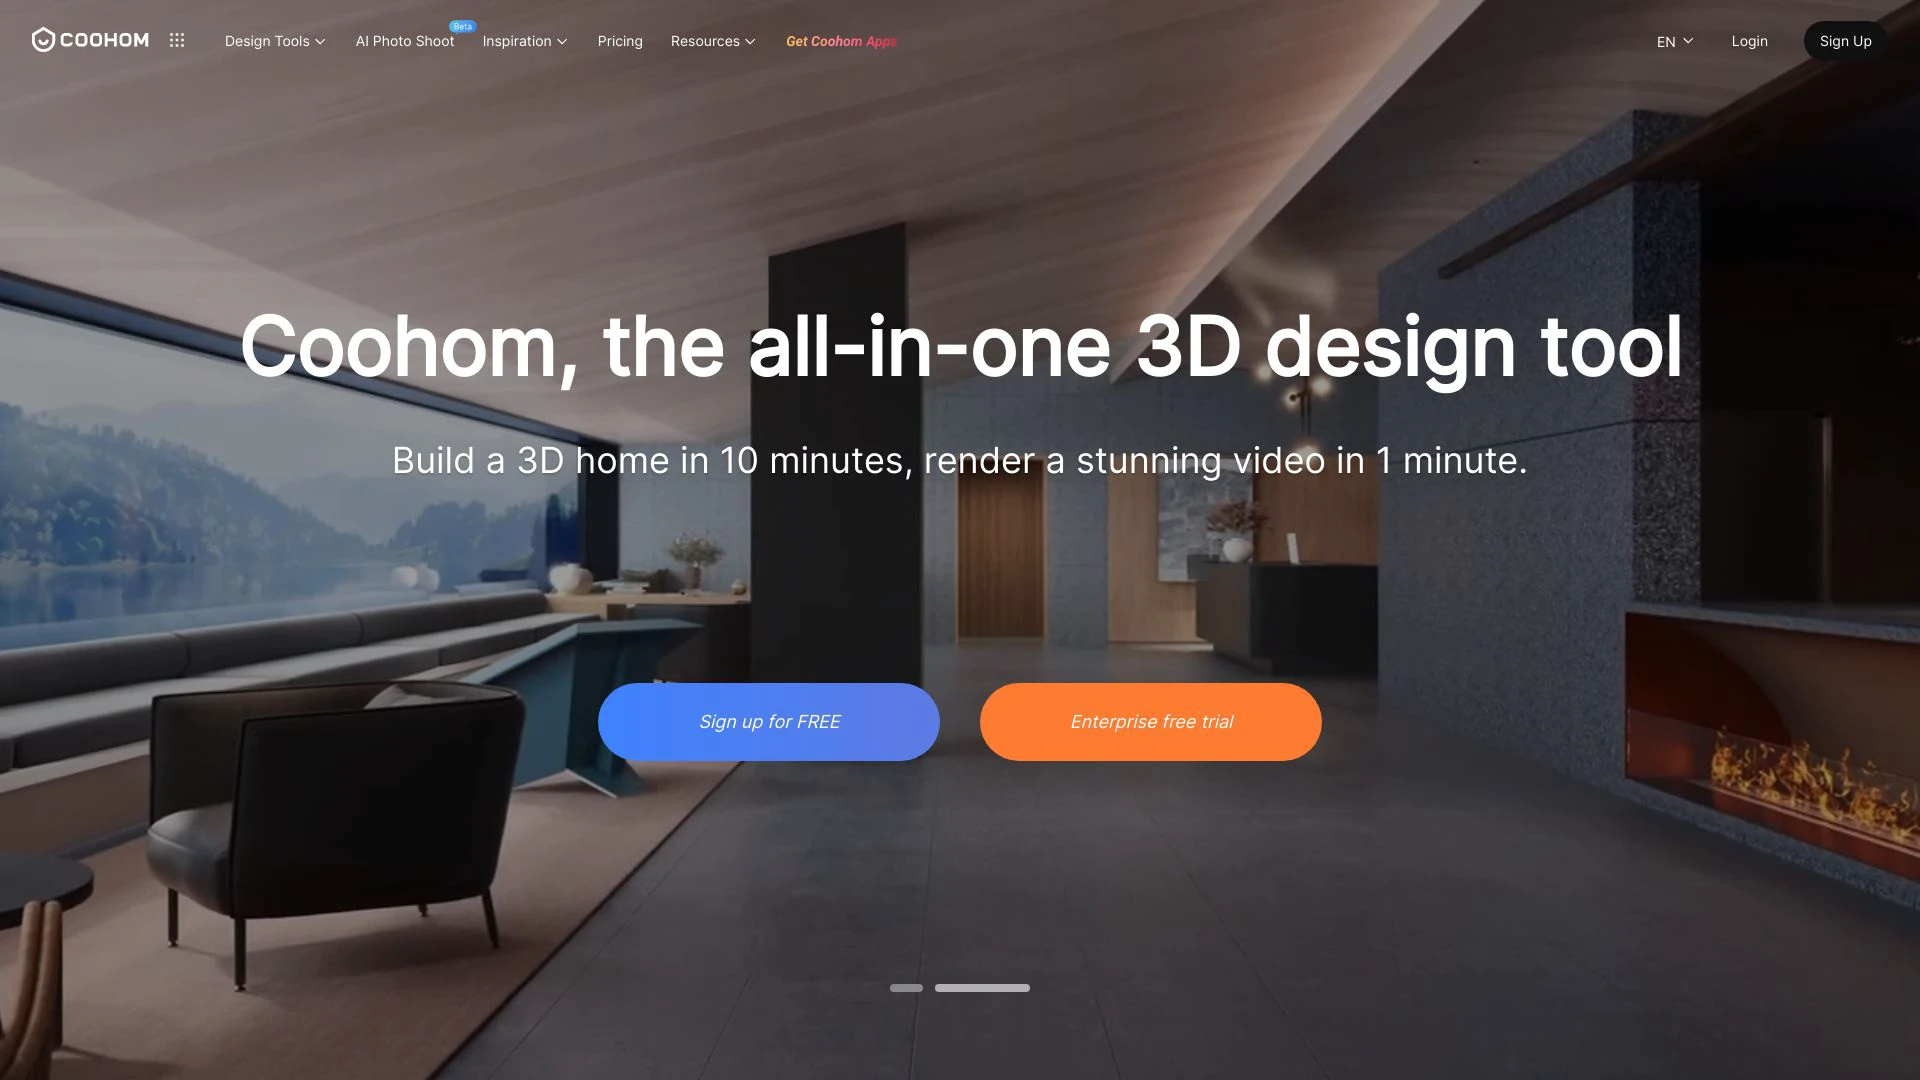 COOHOM
Design Tools
AI Photo Shoot
Beta
Inspiration
Pricing
Resources
Get Coohom Apps
EN
Login
Sign Up
Coohom, the all-in-one 3D design tool
Build a 3D home in 10 minutes, render a stunning video in 1 minute.
Sign up for FREE
Enterprise free trial